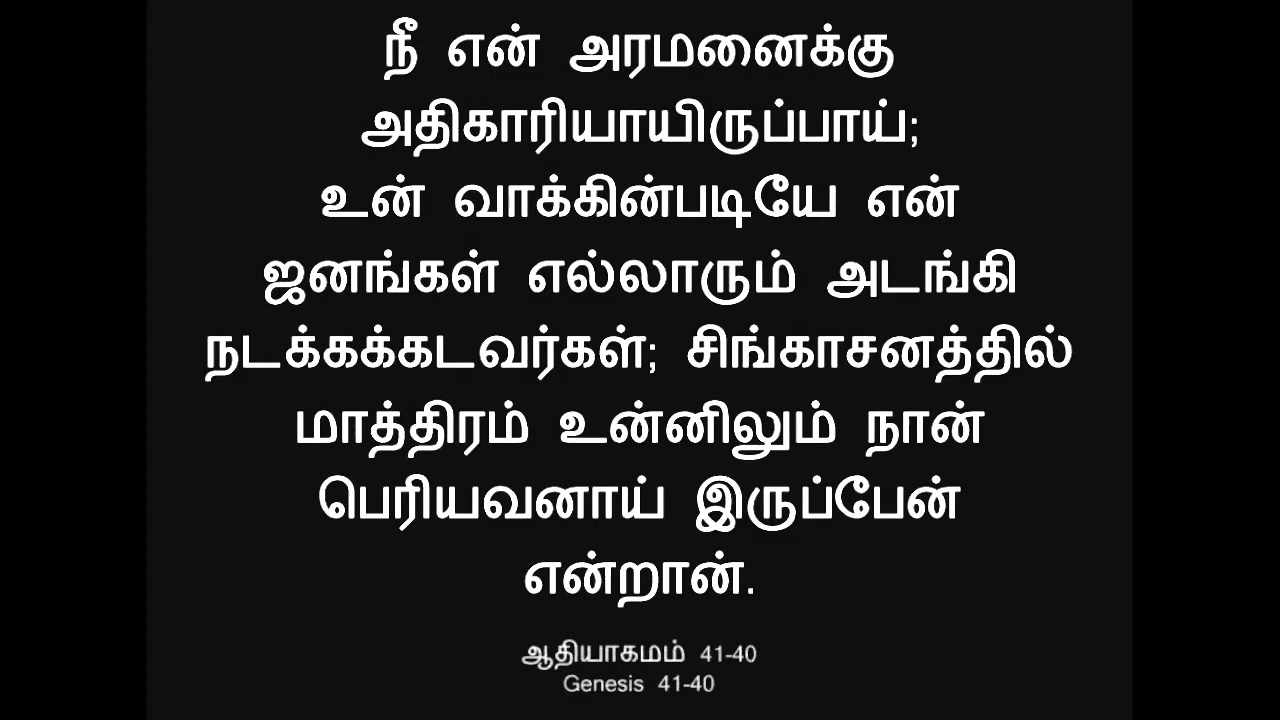 நீ என் அரமனைக்கு
அதிகாரியாயிருப்பாய்;
உன் வாக்கின்படியே என்
ஜனங்கள் எல்லாரும் அடங்கி
நடக்கக்கடவர்கள்; சிங்காசனத்தில்
மாத்திரம் உன்னிலும் நான்
பெரியவனாய் இருப்பேன்
என்றான்.
ஆதியாகமம் 41-40
Genesis 41-40